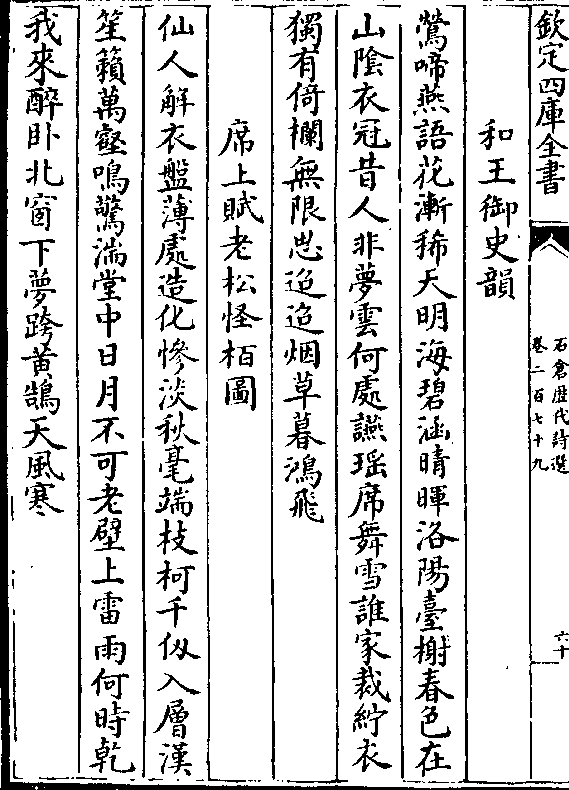 欽定四庫全書
石倉歴代詩選
卷二百七十九
六十
和王御史韻
鶯啼燕語花漸稀天明海碧涵晴暉洛陽臺榭春色在
山陰衣冠昔人非夢雲何處讌瑶席舞雪誰家裁紵衣
獨有倚欄無限思迢迢烟草暮鴻飛
席上賦老松怪栢圖
仙人解衣盤薄處造化慘淡秋毫端枝柯千仭入層漢
笙籟萬壑鳴驚湍堂中日月不可老壁上雷雨何時乾
我來醉卧北窗下夢跨黄鵠天風寒